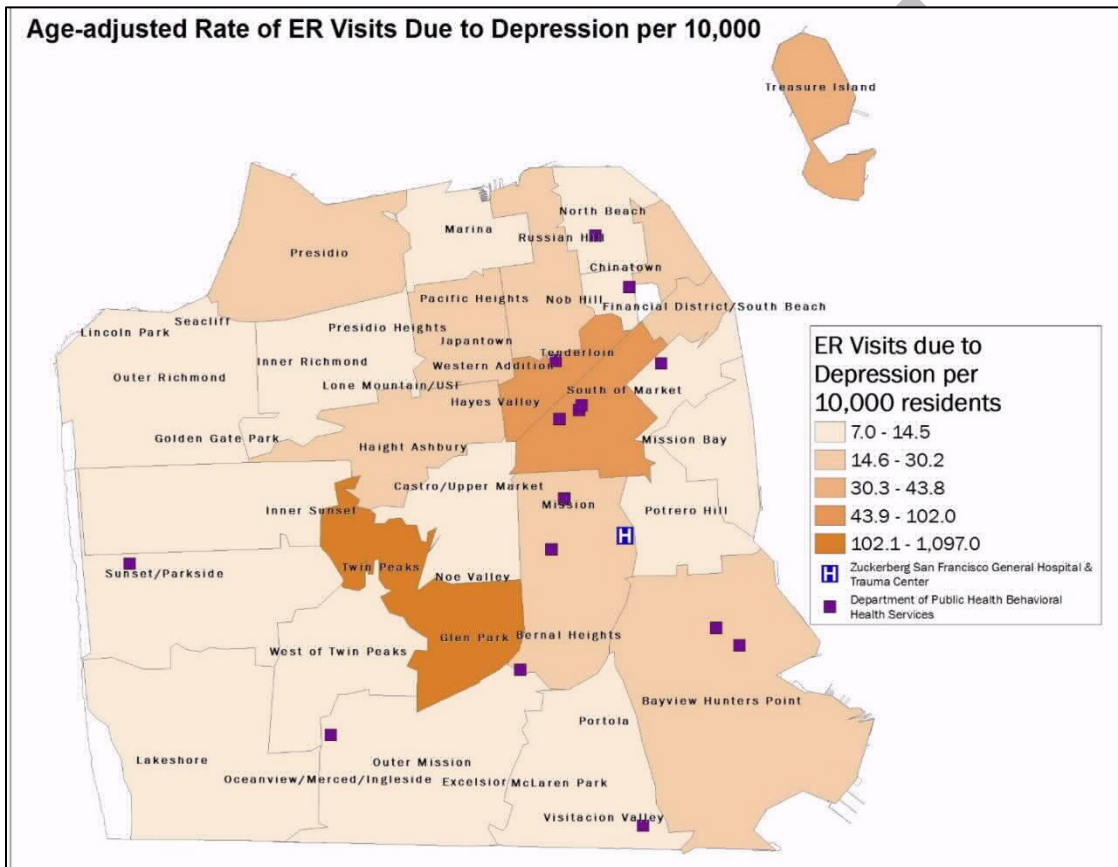 Age-adjusted Rate of ER Visits Due to Depression per 10,000
Treasure Island
North Beach
Marina
Russian Hill
Presidio
Chinatown
Pacific Heights
Nob Hill
Financial District/South Beach
Seacliff
Lincoln Park
Presidio Heights
Japantown
Tenderloin
Inner Richmond
Western Addition
Outer Richmond
Lone Mountain/USF
South of Market
Hayes Valley
Golden Gate Park
Haight Ashbury
Mission Bay
Castro/Upper Market
Inner Sunset
Mission
Potrero Hill
H
Twin Peaks
Sunset/Parkside
Noe Valley
Glen Park
Bernal Heights
West of Twin Peaks
Bayview Hunters Point
Portola
Lakeshore
Outer Mission
Oceanview/Merced/Ingleside
Excelsior
McLaren Park
Visitacion Valley
ER Visits due to
Depression per
10,000 residents
7.0 - 14.5
14.6 - 30.2
30.3 - 43.8
43.9 - 102.0
102.1 - 1,097.0
H Zuckerberg San Francisco General Hospital &
Trauma Center
Department of Public Health Behavioral
Health Services